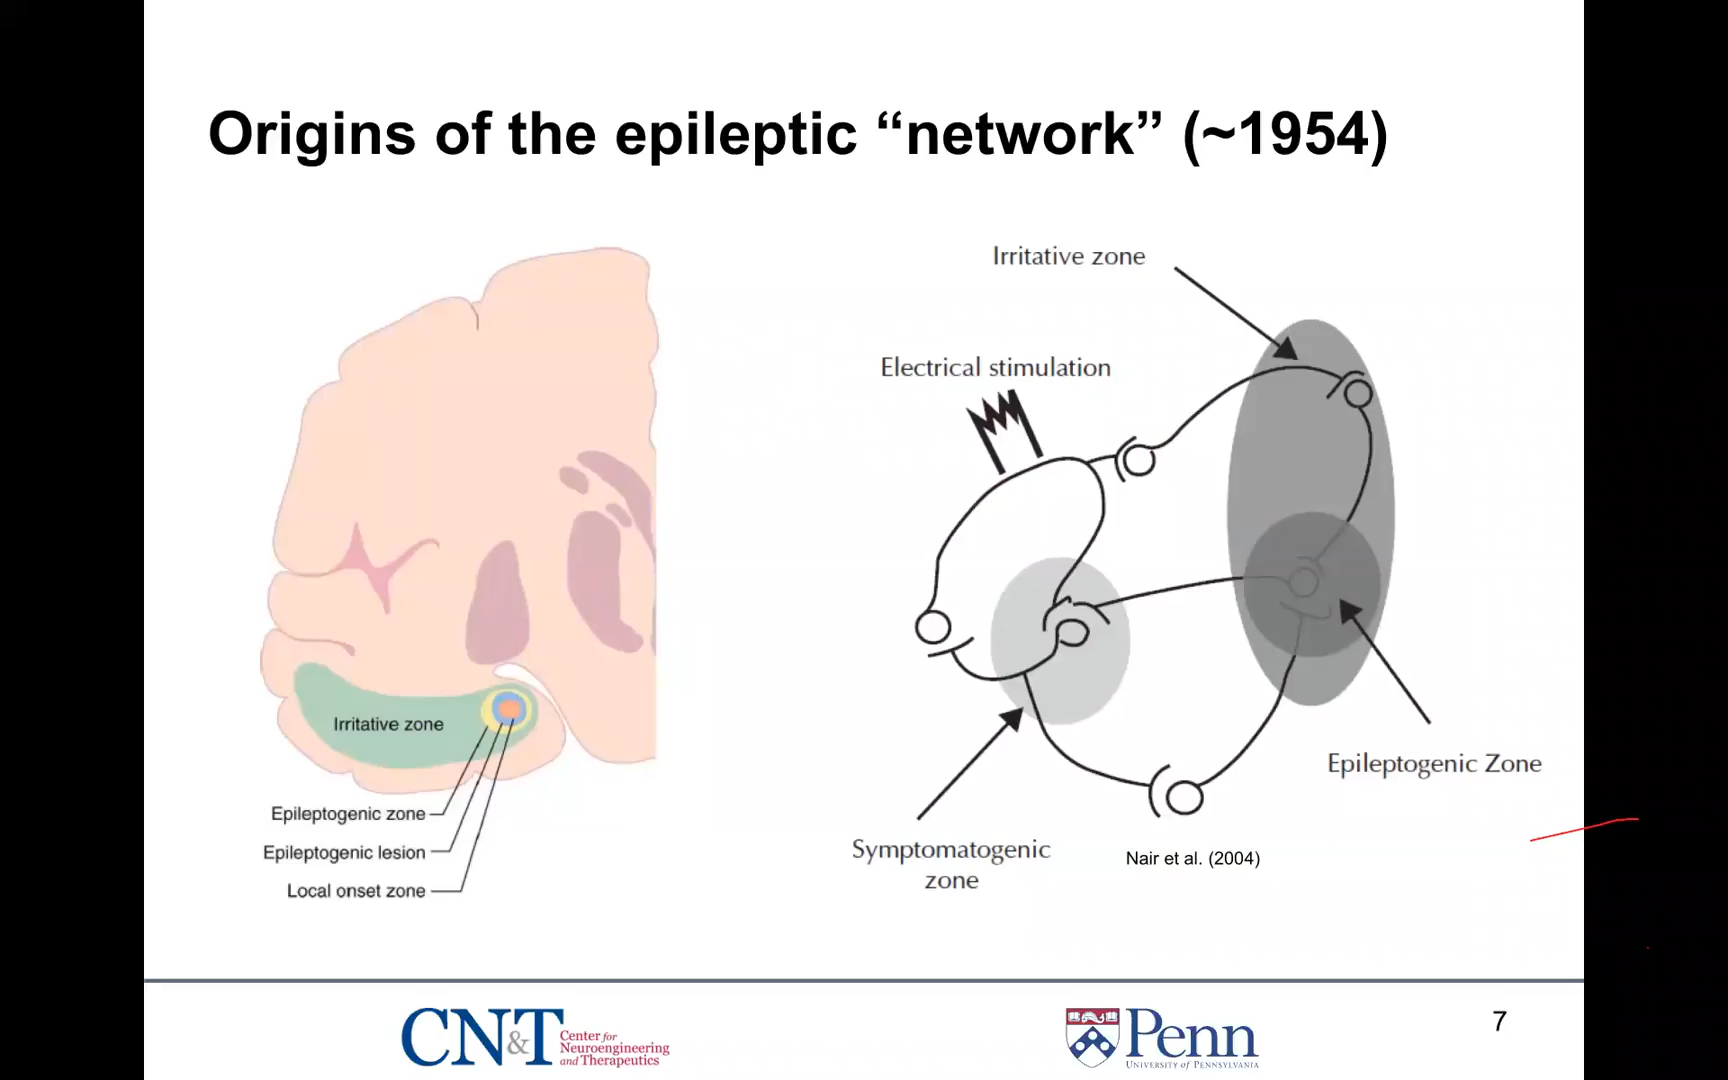 Origins of the epileptic “network” (~1954)
Irritative zone
Epileptogenic zone
Epileptogenic lesion
Local onset zone
Irritative zone
Electrical stimulation
Epileptogenic Zone
Symptomatogenic
zone
Nair et al. (2004)
CN&T
Center for
Neuroengineering
and Therapeutics
Penn
UNIVERSITY of PENNSYLVANIA
7